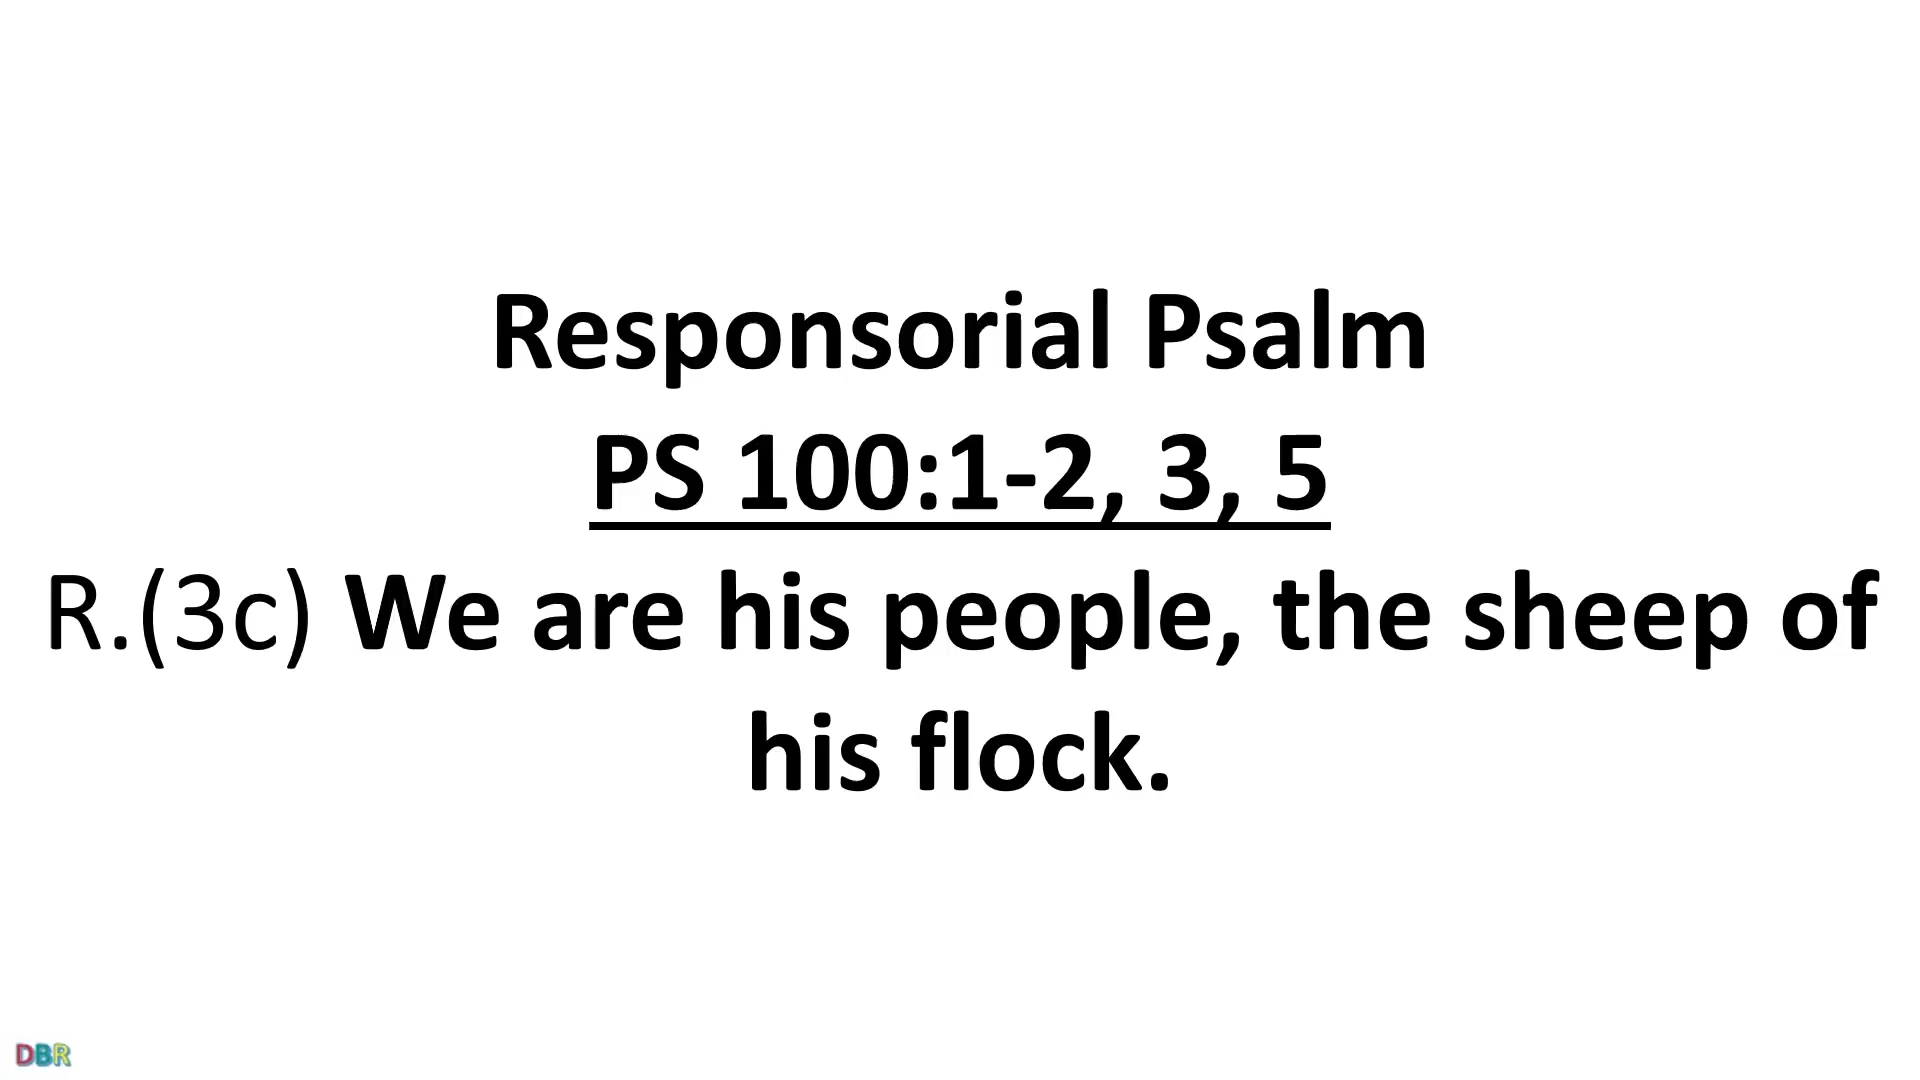 Responsorial Psalm
PS 100:1-2, 3, 5
R.(3c) We are his people, the sheep of
his flock.
DBR